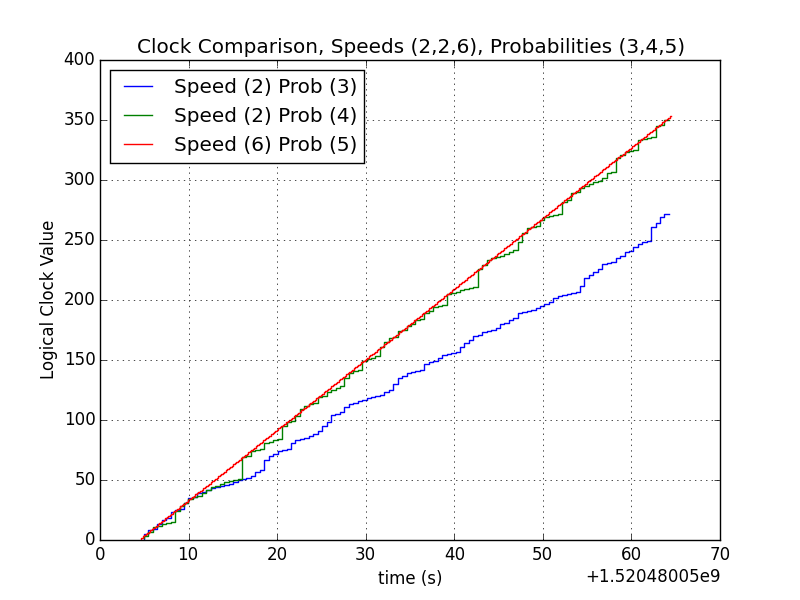 Clock Comparison, Speeds (2,2,6), Probabilities (3,4,5)
Speed (2) Prob (3)
Speed (2) Prob (4)
Speed (6) Prob (5)
Logical Clock Value
400
350
300
250
200
150
100
50
0
0 10 20 30 40 50 60 70
time (s)
+1.52048005e9